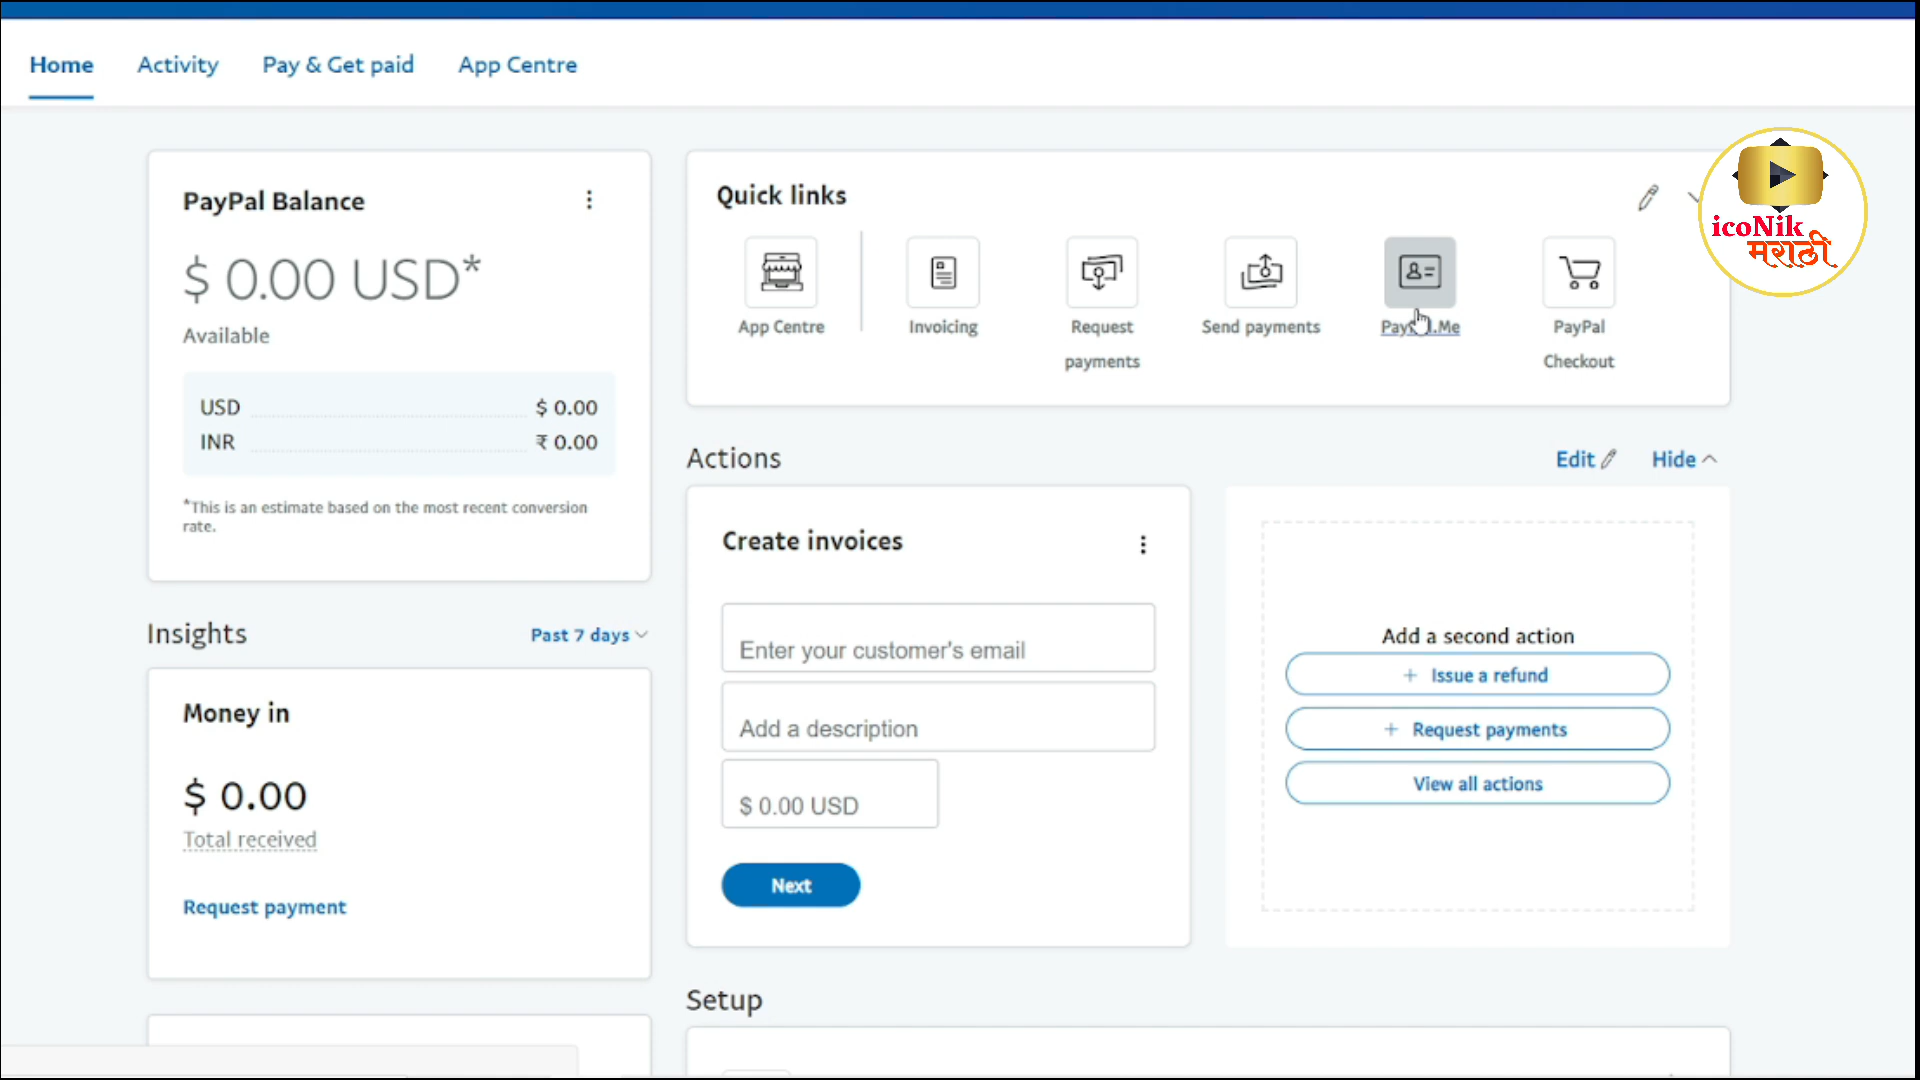 Home
Activity
Pay & Get paid
App Centre
PayPal Balance
$ 0.00 USD*
Available
USD $ 0.00
INR ₹ 0.00
*This is an estimate based on the most recent conversion
rate.
Quick links
App Centre
Invoicing
Request
payments
Send payments
PayPal.Me
PayPal
Checkout
icoNik
मराठी
Actions
Edit
Hide
Create invoices
Enter your customer's email
Add a description
$ 0.00 USD
Next
Add a second action
+ Issue a refund
+ Request payments
View all actions
Insights
Past 7 days
Money in
$ 0.00
Total received
Request payment
Setup